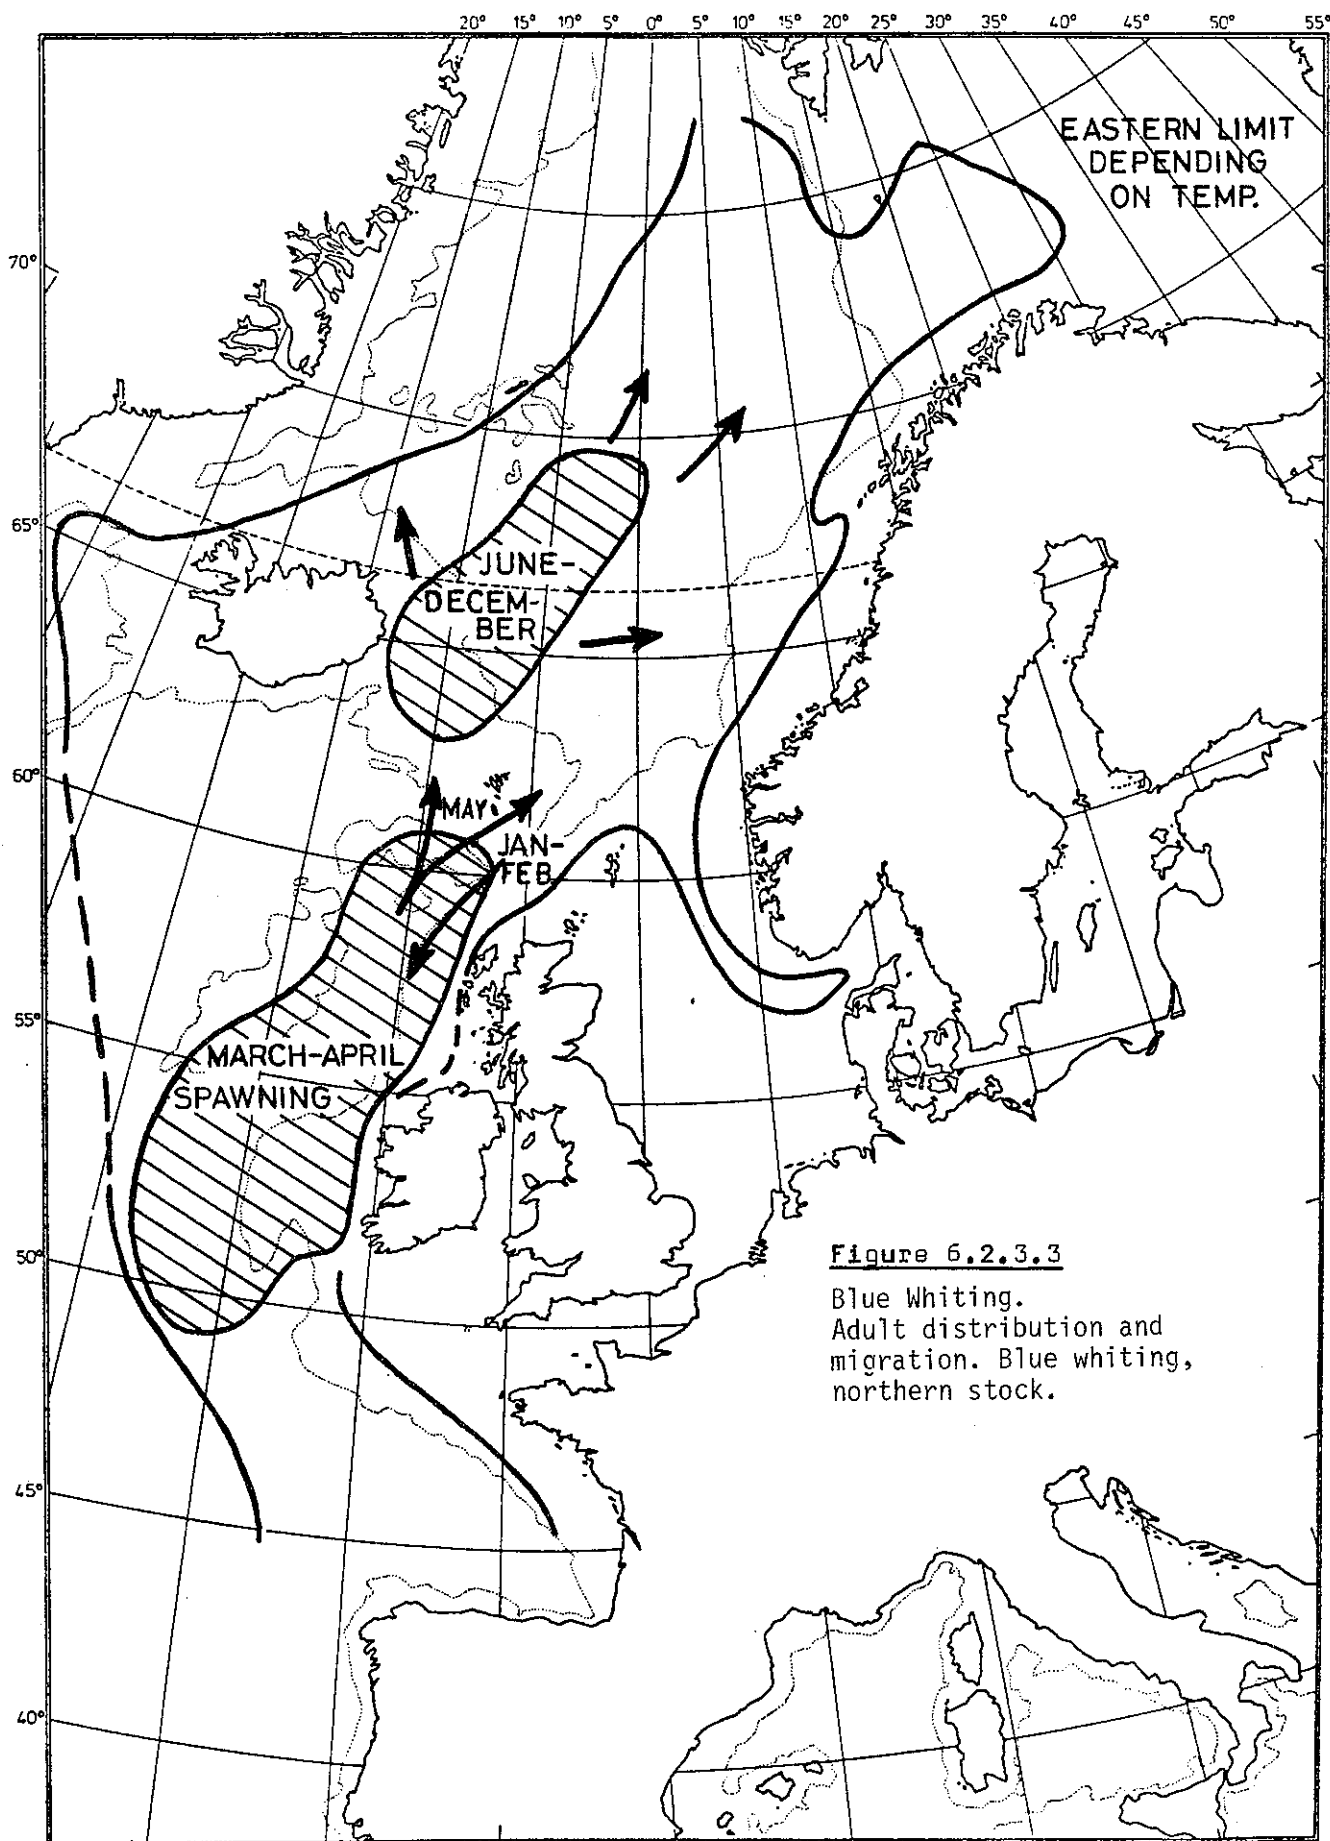 20° 15° 10° 5° 0° 5° 10° 15° 20° 25° 30° 35° 40° 45° 50° 55°
EASTERN LIMIT
DEPENDING
ON TEMP.
70°
65°
JUNE-
DECEM-
BER
60°
MAY
JAN-
FEB
55°
MARCH-APRIL
SPAWNING
50°
Figure 6.2.3.3
Blue Whiting.
Adult distribution and
migration. Blue whiting,
northern stock.
45°
40°